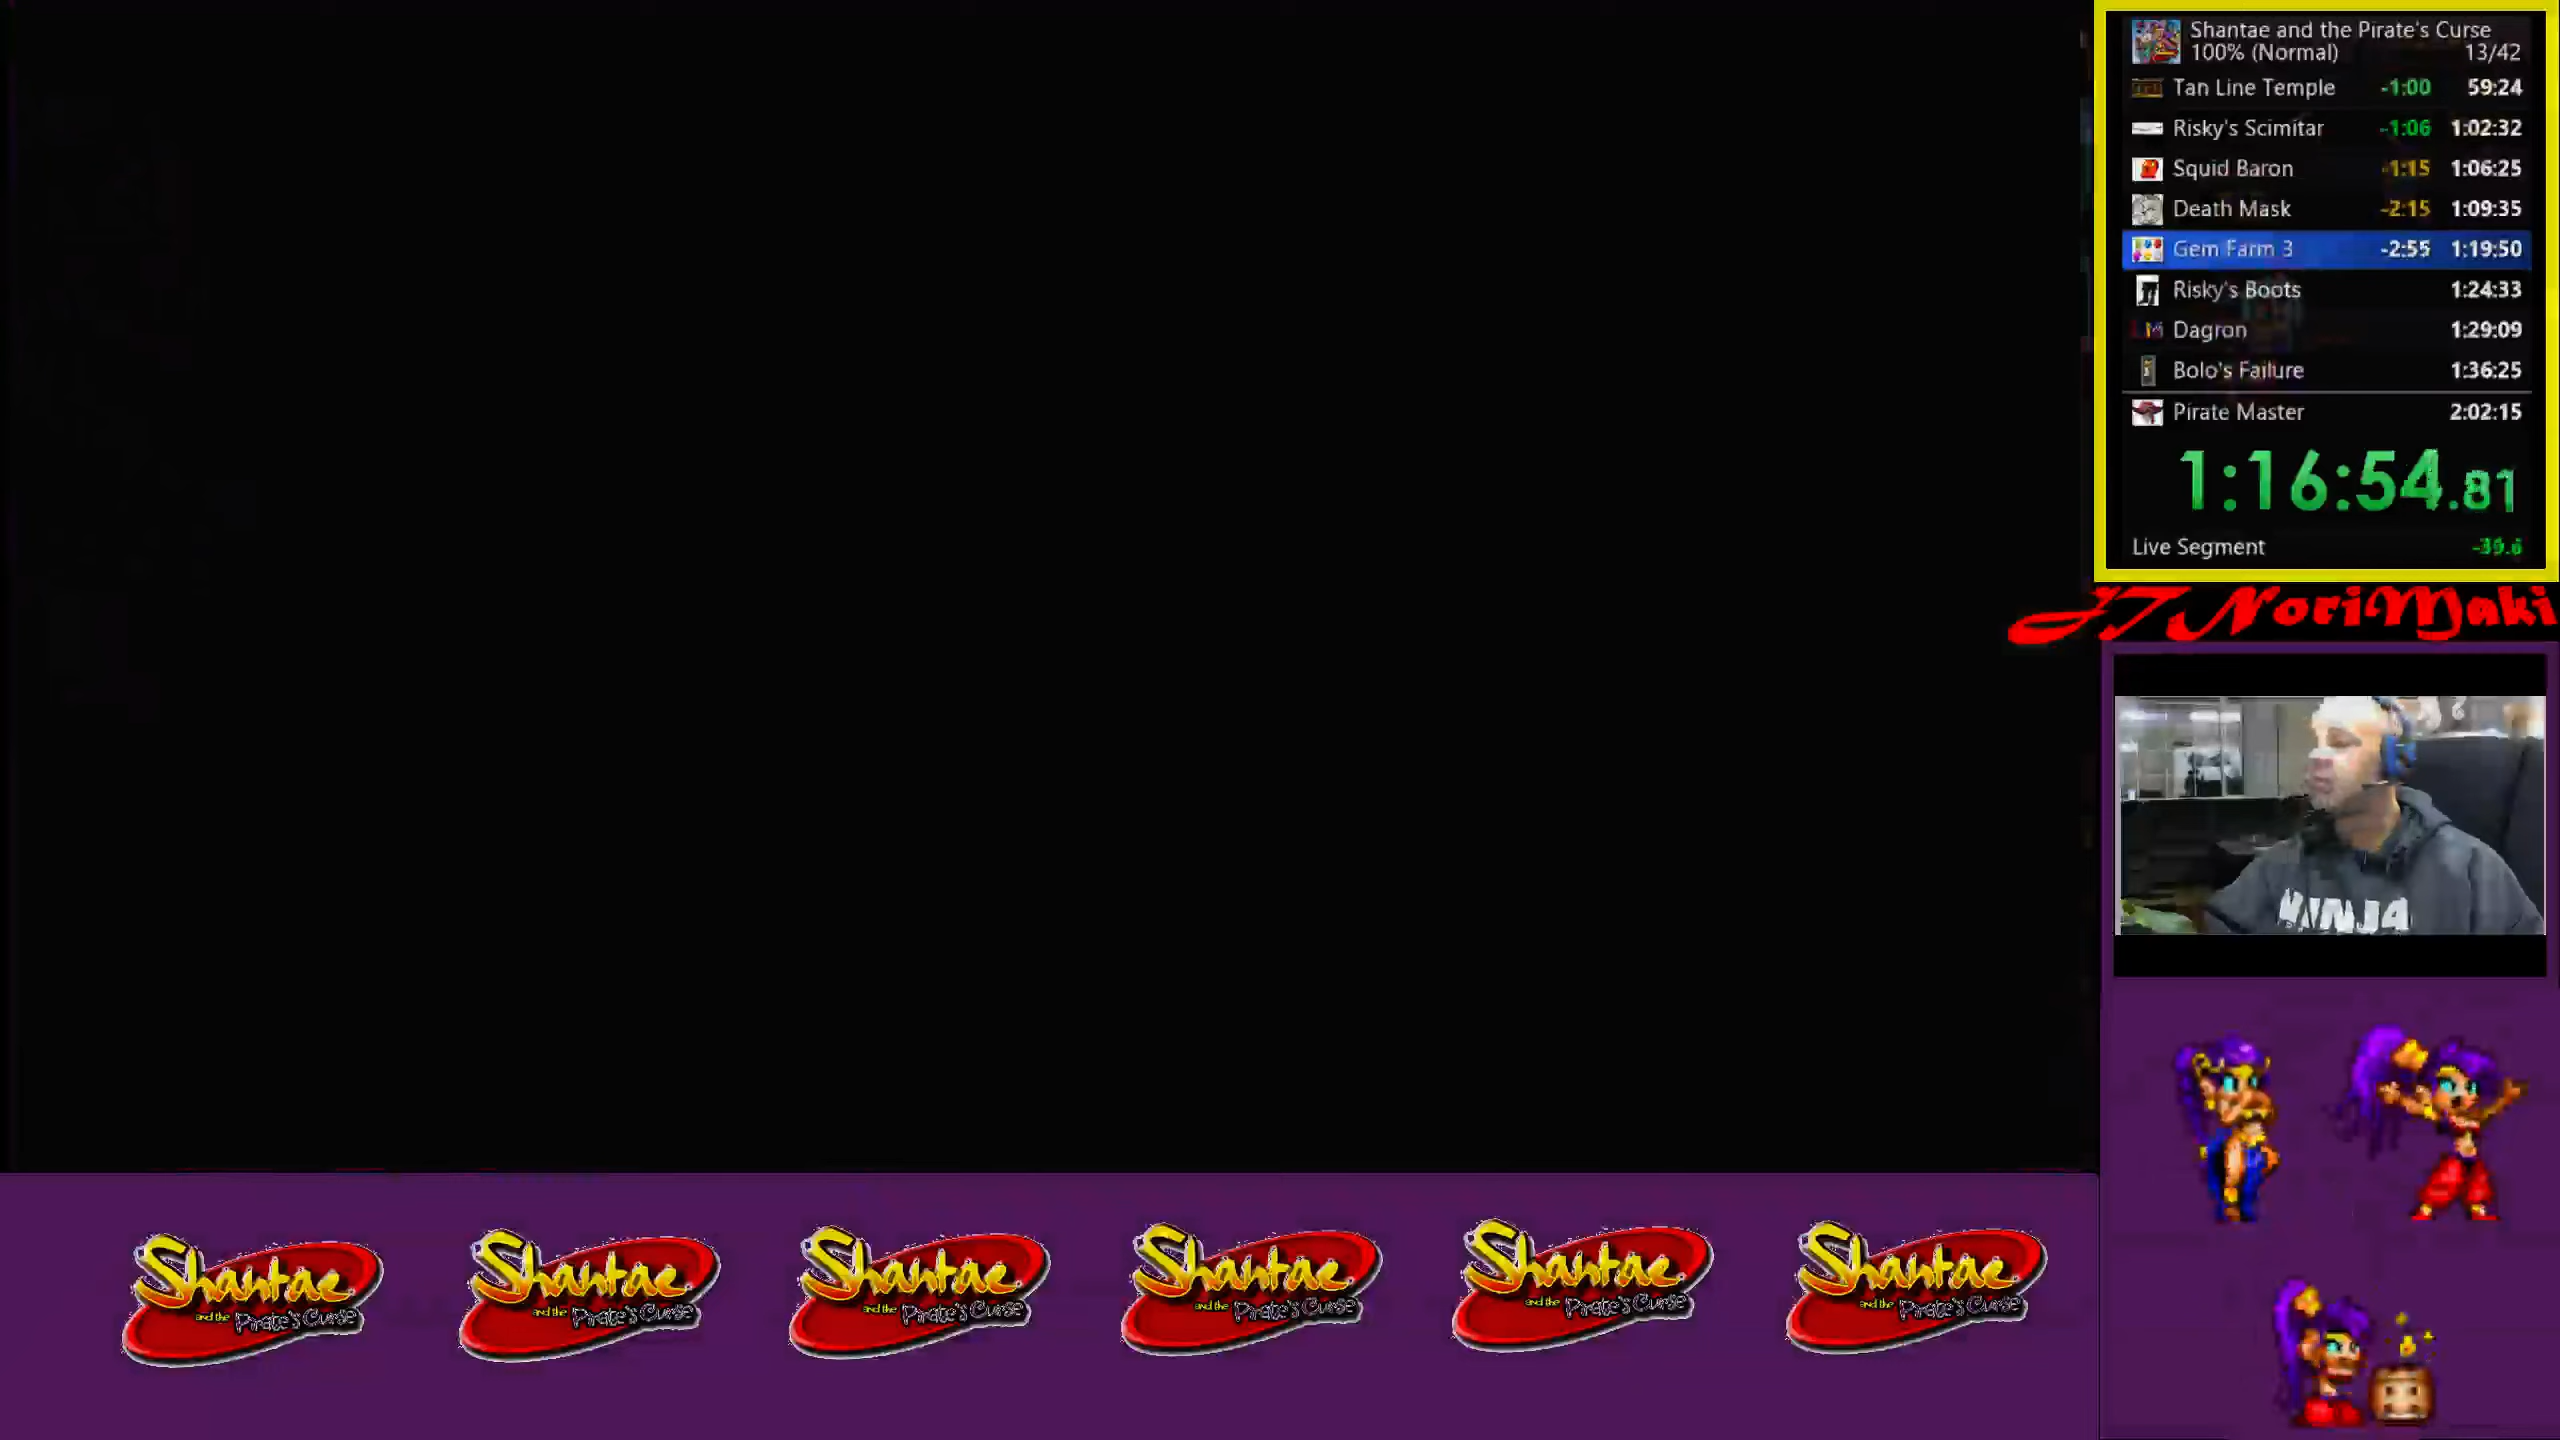 Shantae and the Pirate's Curse
100% (Normal) 13/42
Tan Line Temple -1:00 59:24
Risky's Scimitar -1:06 1:02:32
Squid Baron -1:15 1:06:25
Death Mask -2:15 1:09:35
Gem Farm 3 -2:55 1:19:50
Risky's Boots 1:24:33
Dagron 1:29:09
Bolo's Failure 1:36:25
Pirate Master 2:02:15
1:16:54.81
Live Segment -39.6
JTNoriMaki
NINJA
Shantae and the Pirate's Curse
Shantae and the Pirate's Curse
Shantae and the Pirate's Curse
Shantae and the Pirate's Curse
Shantae and the Pirate's Curse
Shantae and the Pirate's Curse